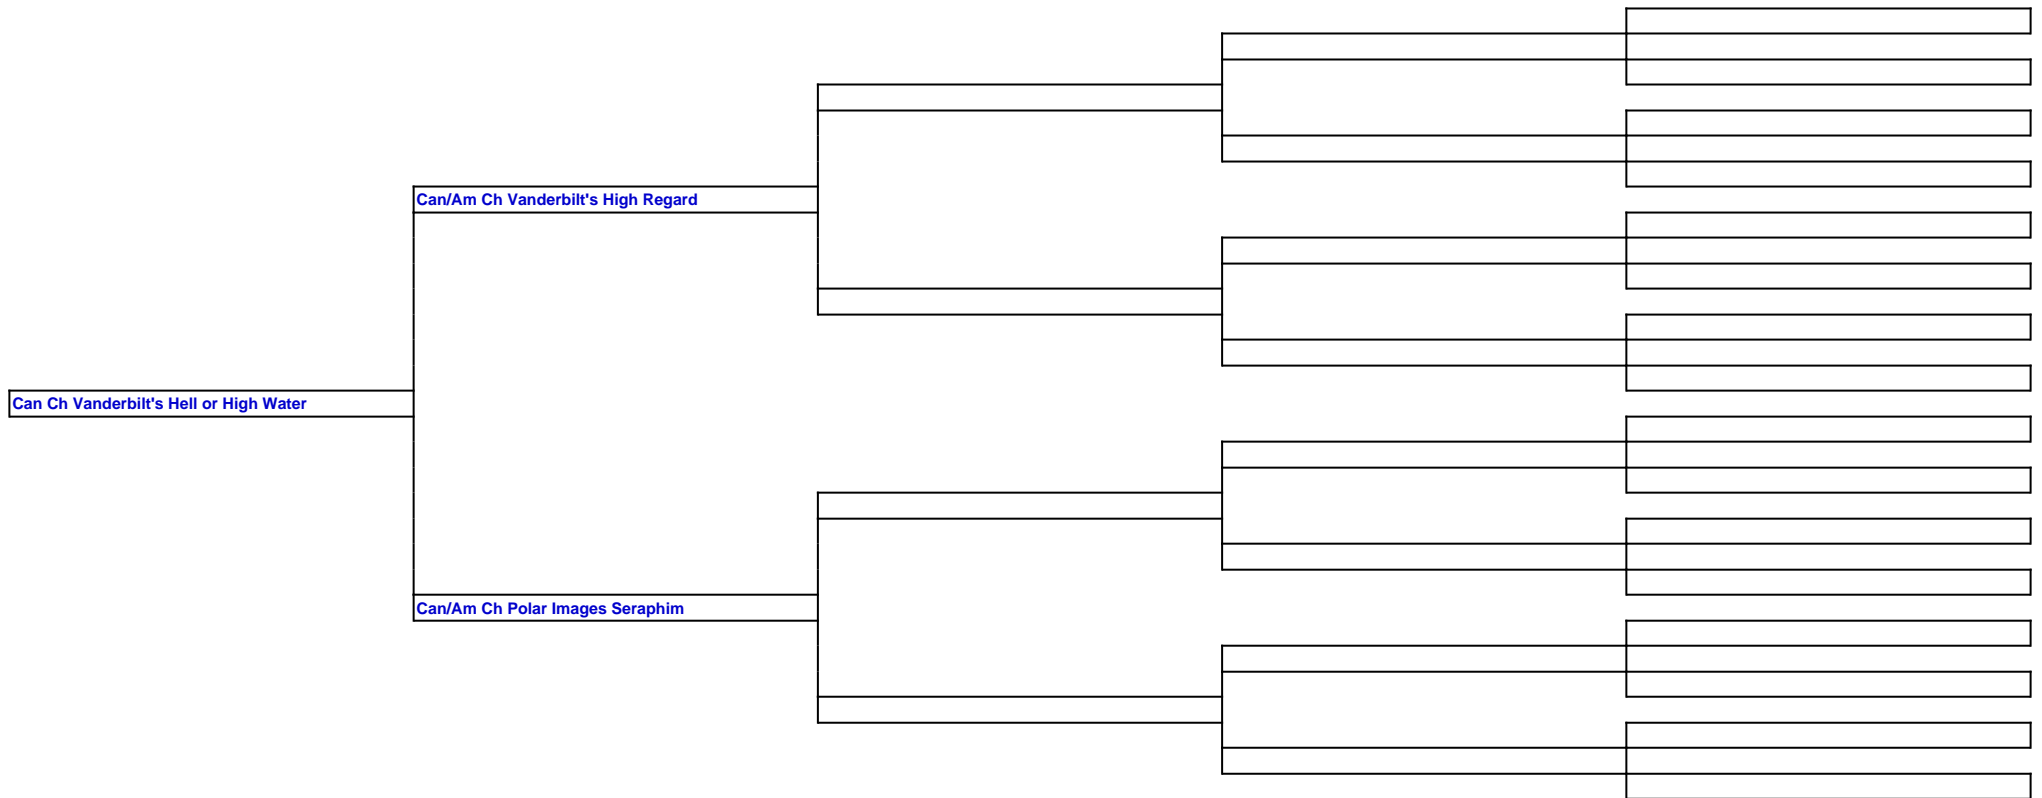 Can/Am Ch Vanderbilt's High Regard
Can Ch Vanderbilt's Hell or High Water
Can/Am Ch Polar Images Seraphim